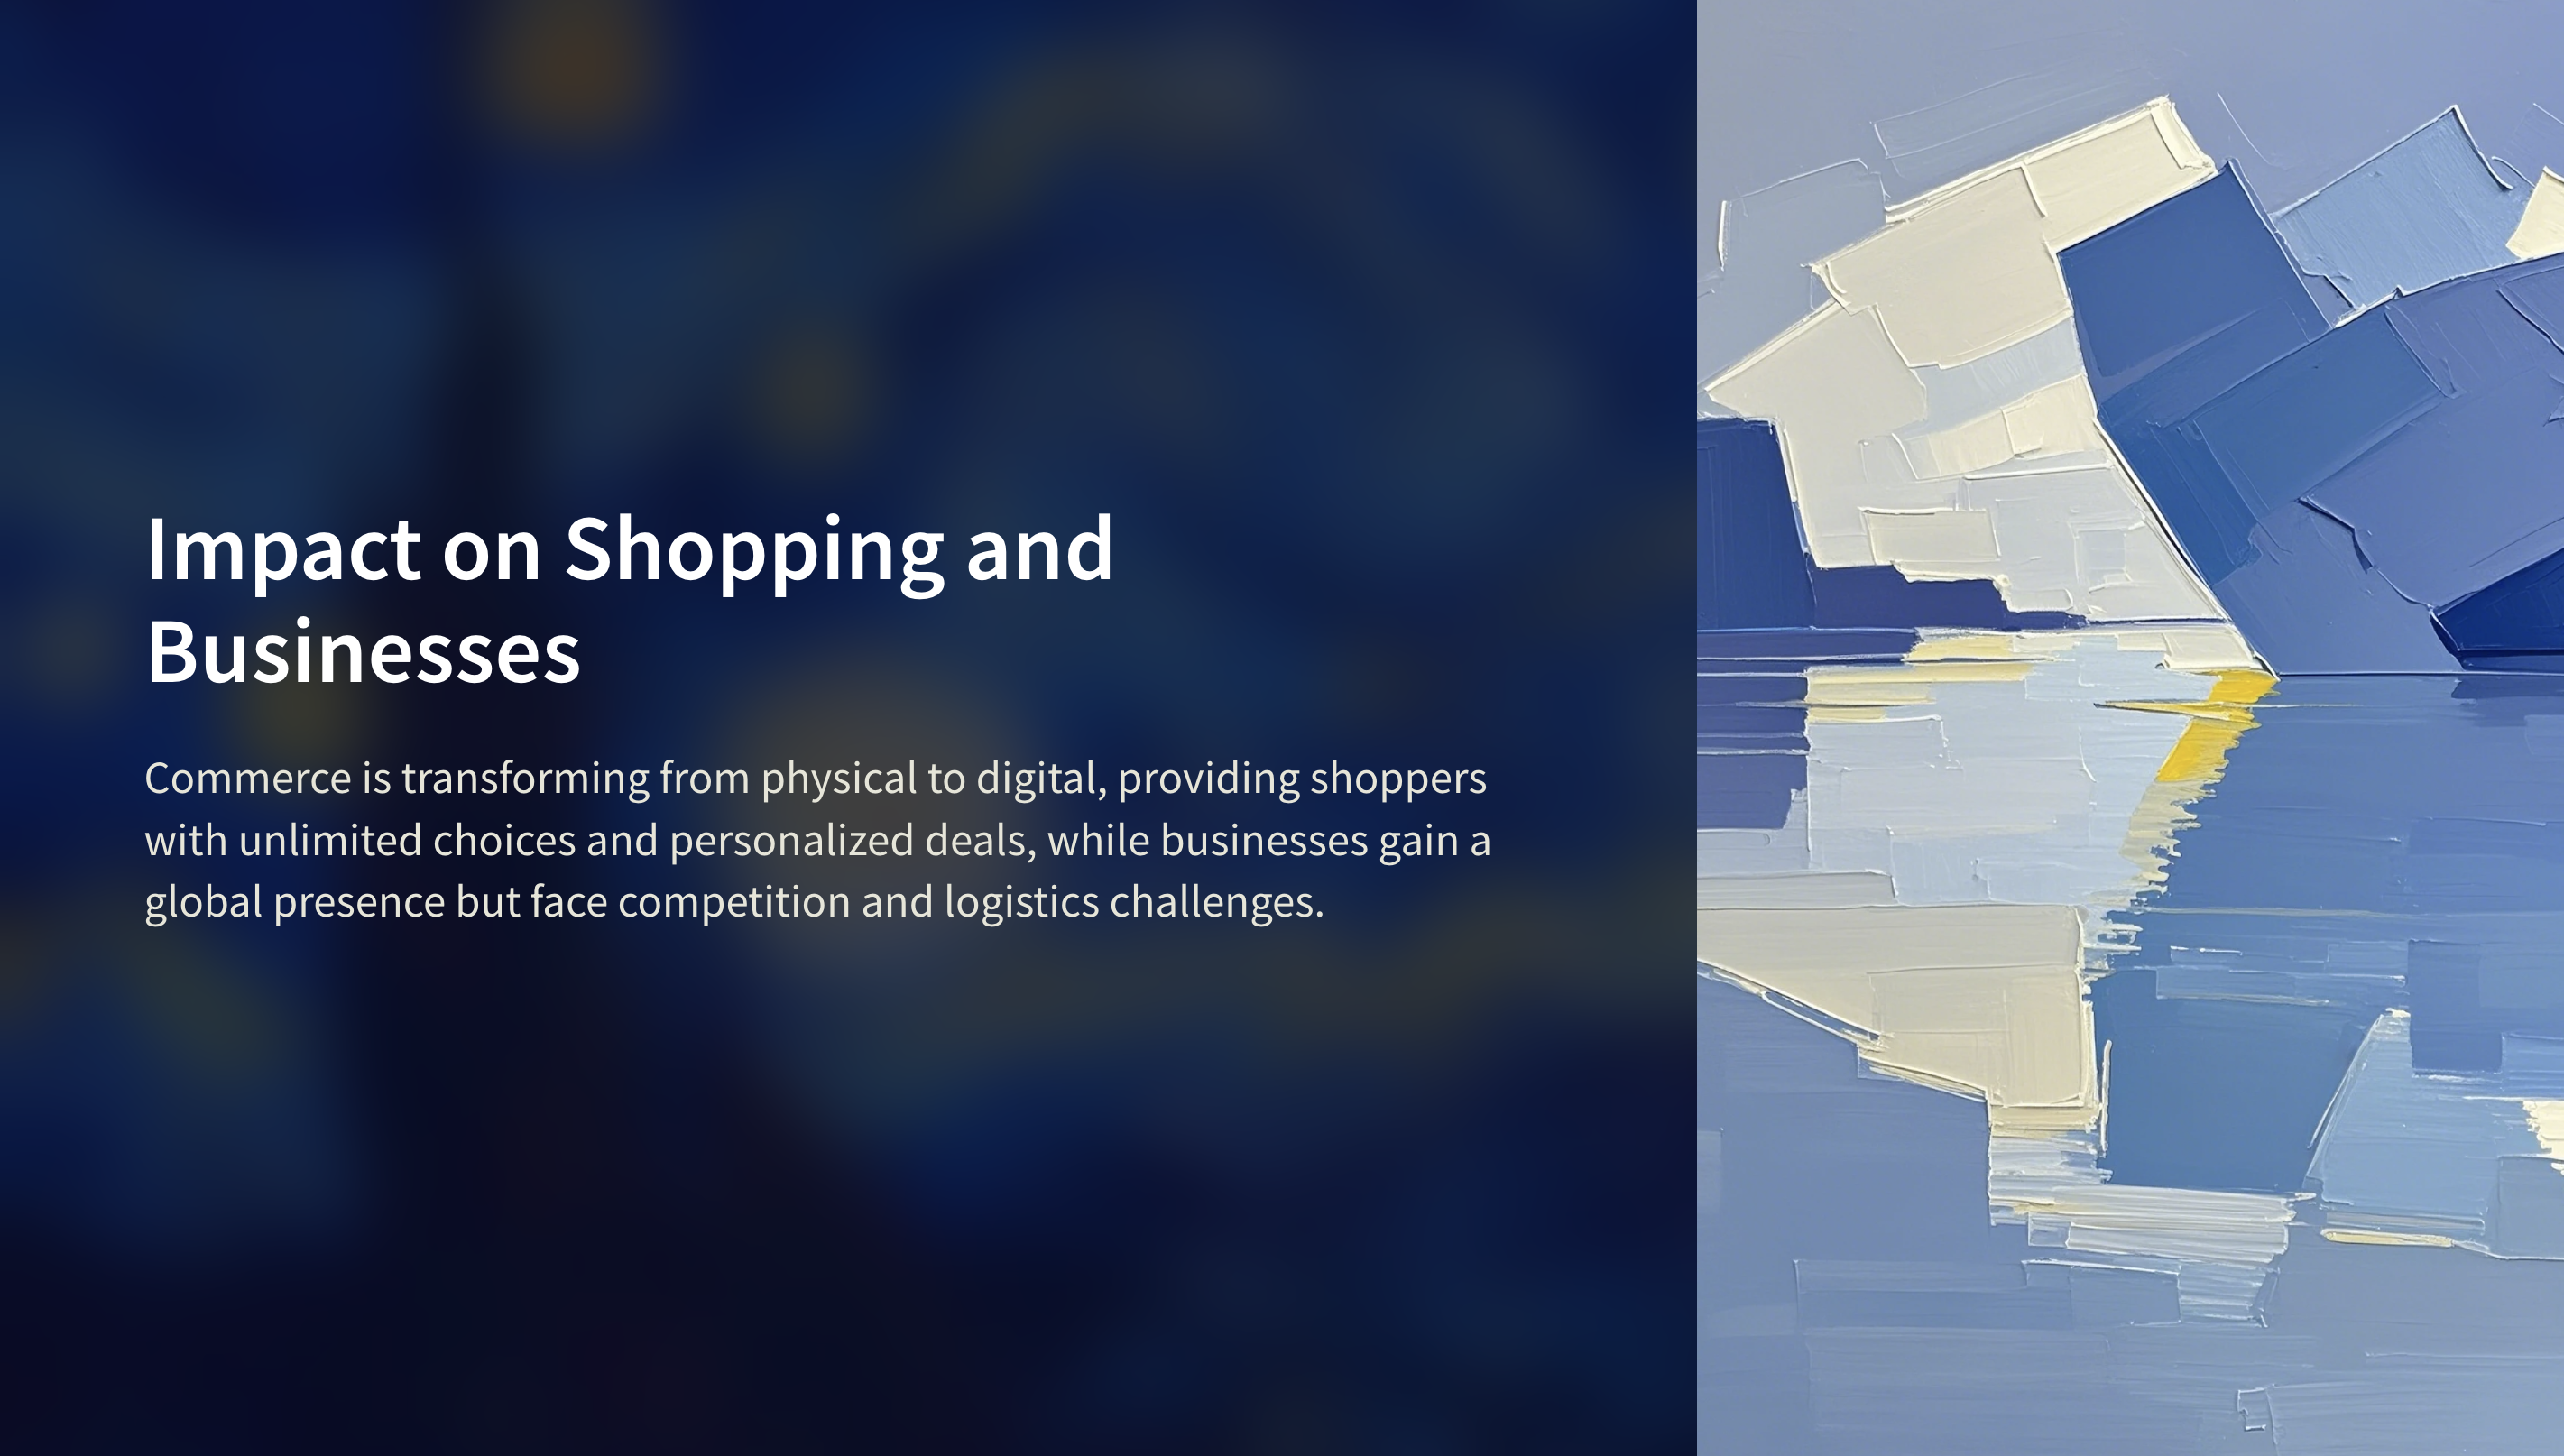 Impact on Shopping and
Businesses
Commerce is transforming from physical to digital, providing shoppers
with unlimited choices and personalized deals, while businesses gain a
global presence but face competition and logistics challenges.